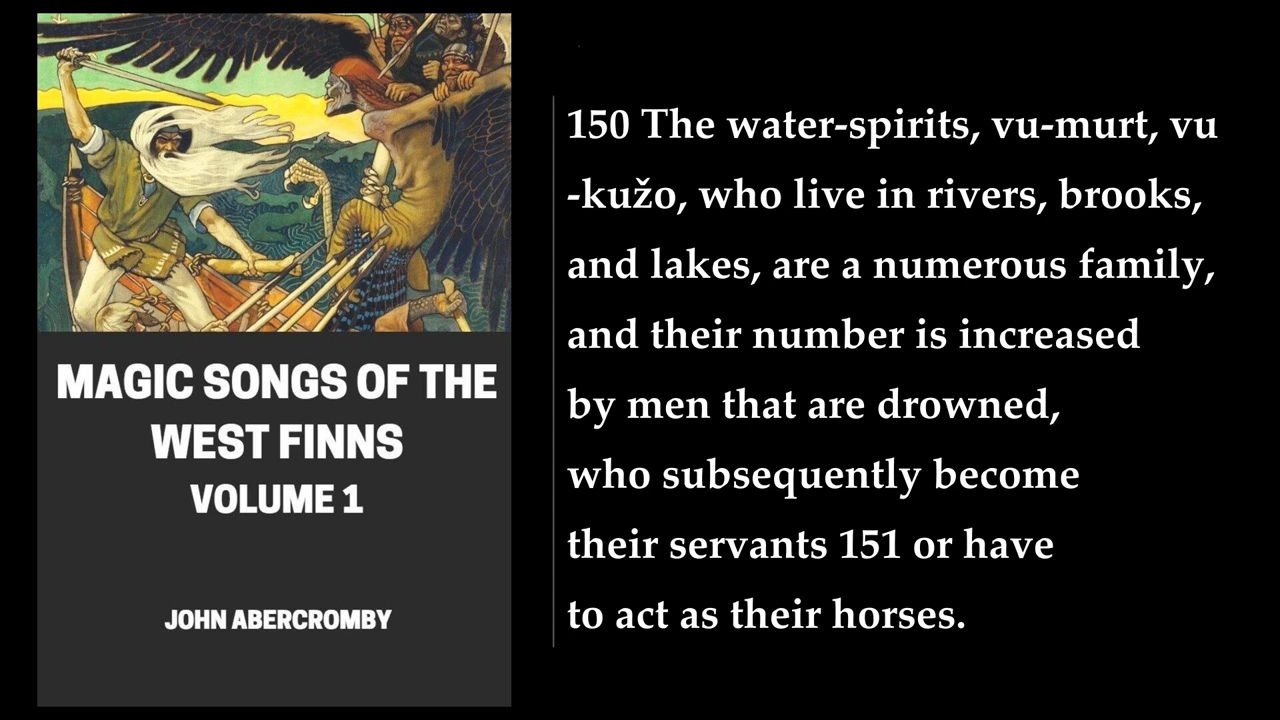 MAGIC SONGS OF THE
WEST FINNS
VOLUME 1
JOHN ABERCROMBY
150 The water-spirits, vu-murt, vu
-kužo, who live in rivers, brooks,
and lakes, are a numerous family,
and their number is increased
by men that are drowned,
who subsequently become
their servants 151 or have
to act as their horses.